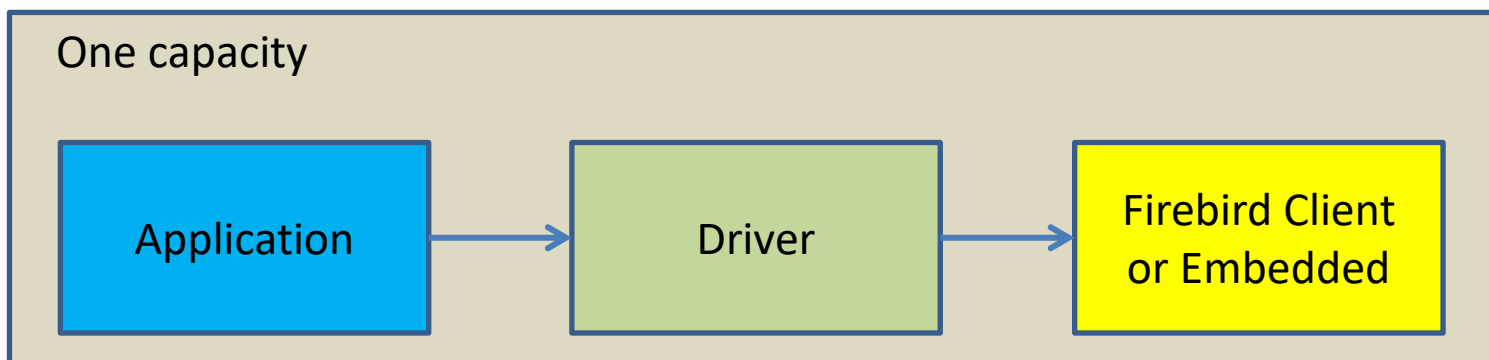 One capacity
Application
Driver
Firebird Client
or Embedded